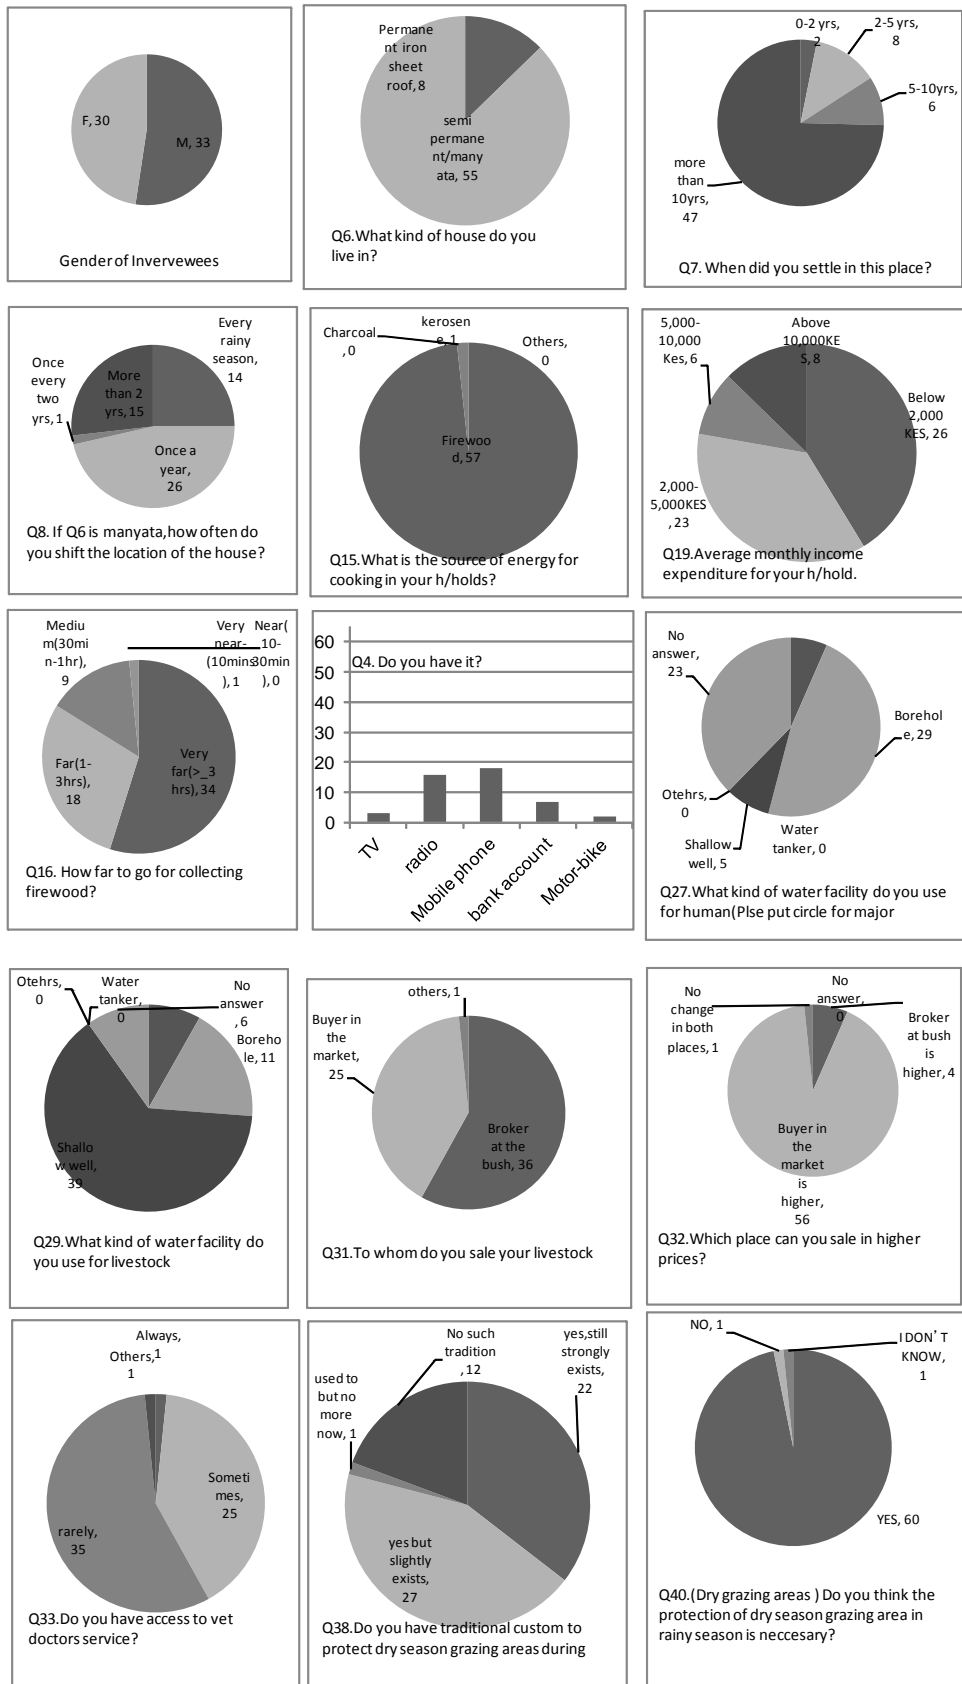 F, 30
M, 33
Gender of Invervewees
Permane
nt iron
sheet
roof, 8
semi
permane
nt/many
ata, 55
Q6.What kind of house do you
live in?
0-2 yrs,
2
2-5 yrs,
8
5-10yrs,
6
more
than
10yrs,
47
Q7. When did you settle in this place?
Every
rainy
season,
14
Once
every
two
yrs, 1
More
than 2
yrs, 15
Once a
year,
26
Q8. If Q6 is manyata,how often do
you shift the location of the house?
Charcoal
, 0
kerosen
e, 1
Others,
0
Firewoo
d, 57
Q15.What is the source of energy for
cooking in your h/holds?
5,000-
10,000
Kes, 6
Above
10,000KE
S, 8
Below
2,000
KES, 26
2,000-
5,000KES
, 23
Q19.Average monthly income
expenditure for your h/hold.
Mediu
m(30mi
n-1hr),
9
Very
near-
(10mins
), 1
Near(
10-
30min
), 0
Far(1-
3hrs),
18
Very
far(>_3
hrs), 34
Q16. How far to go for collecting
firewood?
Q4. Do you have it?
60
50
40
30
20
10
0
TV
radio
Mobile phone
bank account
Motor-bike
No
answer,
23
Borehol
e, 29
Otehrs,
0
Shallow
well, 5
Water
tanker, 0
Q27.What kind of water facility do you use
for human(Plse put circle for major
Otehrs,
0
Water
tanker,
0
No
answer
, 6
Boreho
le, 11
Shallo
w well,
39
Q29.What kind of water facility do
you use for livestock
others, 1
Buyer in
the
market,
25
Broker
at the
bush, 36
Q31.To whom do you sale your livestock
No
change
in both
places, 1
No
answer,
0
Broker
at bush
is
higher, 4
Buyer in
the
market
is
higher,
56
Q32.Which place can you sale in higher
prices?
Always,
1
Others,
1
Someti
mes,
25
rarely,
35
Q33.Do you have access to vet
doctors service?
No such
tradition
, 12
yes,still
strongly
exists,
22
used to
but no
more
now, 1
yes but
slightly
exists,
27
Q38.Do you have traditional custom to
protect dry season grazing areas during
NO, 1
I DON'T
KNOW,
1
YES, 60
Q40.(Dry grazing areas ) Do you think the
protection of dry season grazing area in
rainy season is neccesary?